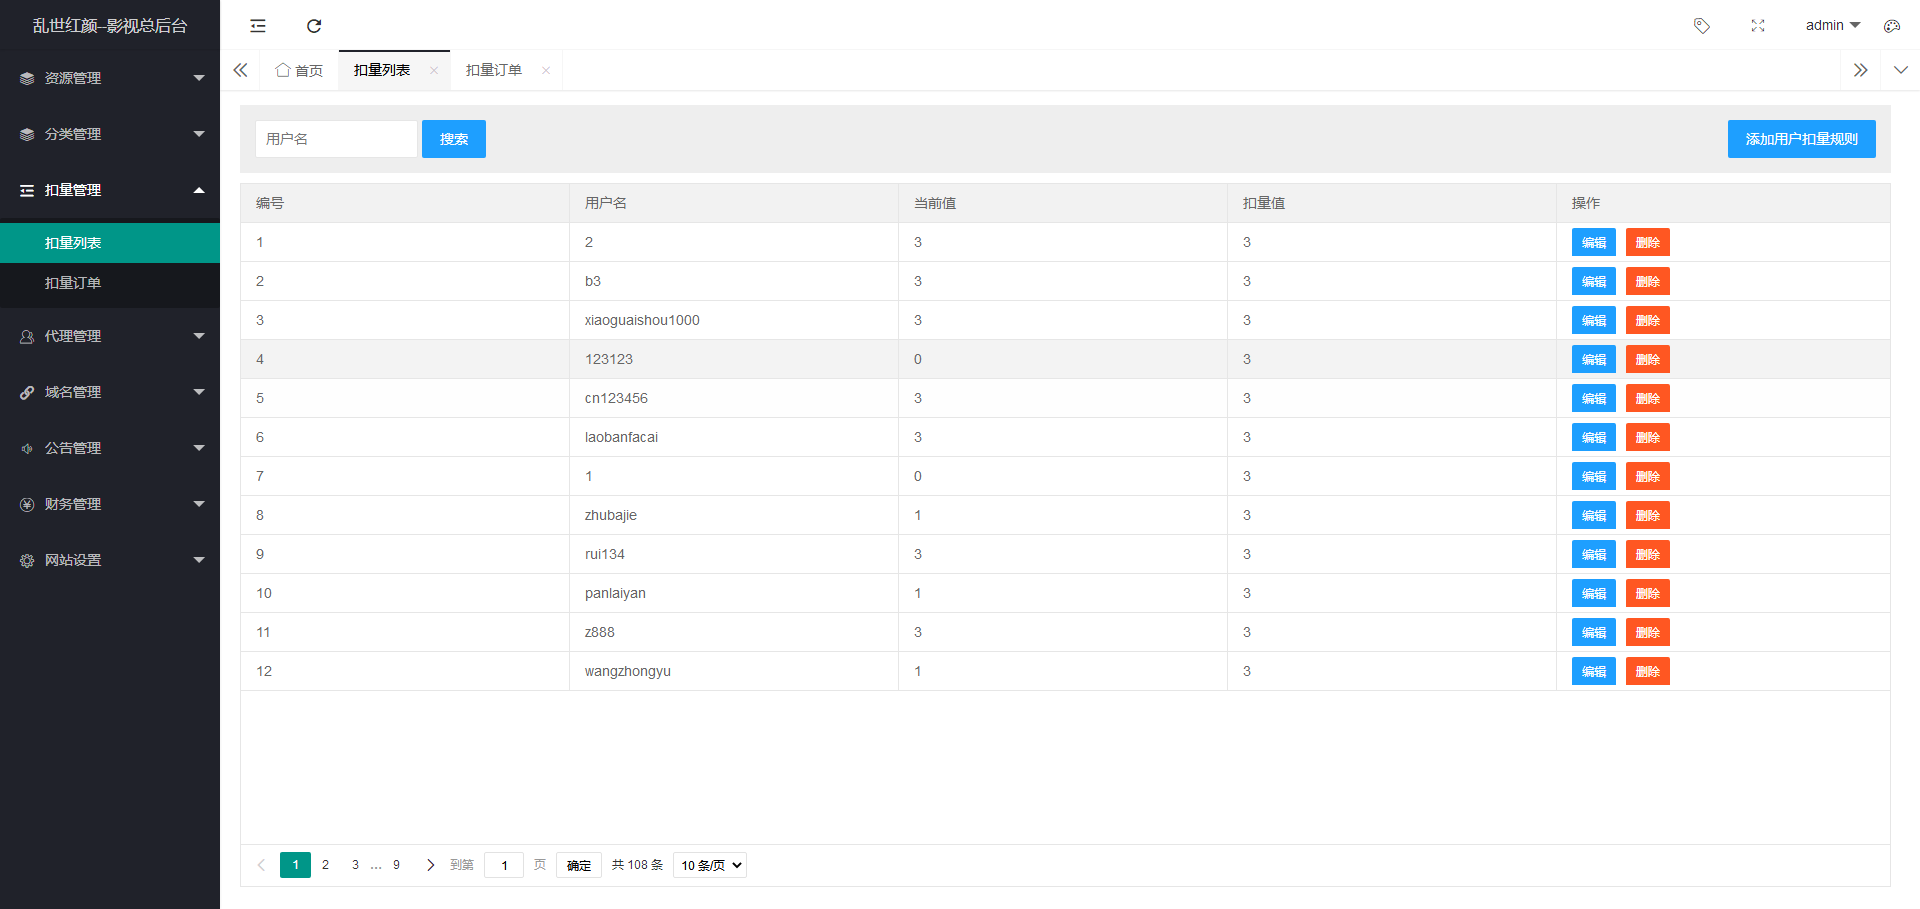 乱世红颜--影视总后台
admin
资源管理
分类管理
扣量管理
扣量列表
扣量订单
代理管理
域名管理
公告管理
财务管理
网站设置
首页 扣量列表 扣量订单
用户名 搜索 添加用户扣量规则
编号 用户名 当前值 扣量值 操作
1 2 3 3 编辑 删除
2 b3 3 3 编辑 删除
3 xiaoguaishou1000 3 3 编辑 删除
4 123123 0 3 编辑 删除
5 cn123456 3 3 编辑 删除
6 laobanfacai 3 3 编辑 删除
7 1 0 3 编辑 删除
8 zhubajie 1 3 编辑 删除
9 rui134 3 3 编辑 删除
10 panlaiyan 1 3 编辑 删除
11 z888 3 3 编辑 删除
12 wangzhongyu 1 3 编辑 删除
1 2 3 … 9 到第 1 页 确定 共 108 条 10 条/页